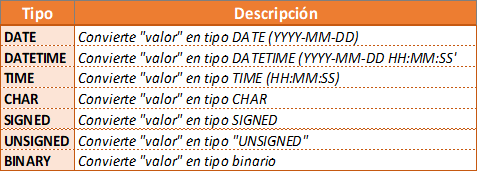 Tipo Descripción
DATE Convierte "valor" en tipo DATE (YYYY-MM-DD)
DATETIME Convierte "valor" en tipo DATETIME (YYYY-MM-DD HH:MM:SS'
TIME Convierte "valor" en tipo TIME (HH:MM:SS)
CHAR Convierte "valor" en tipo CHAR
SIGNED Convierte "valor" en tipo SIGNED
UNSIGNED Convierte "valor" en tipo "UNSIGNED"
BINARY Convierte "valor" en tipo binario